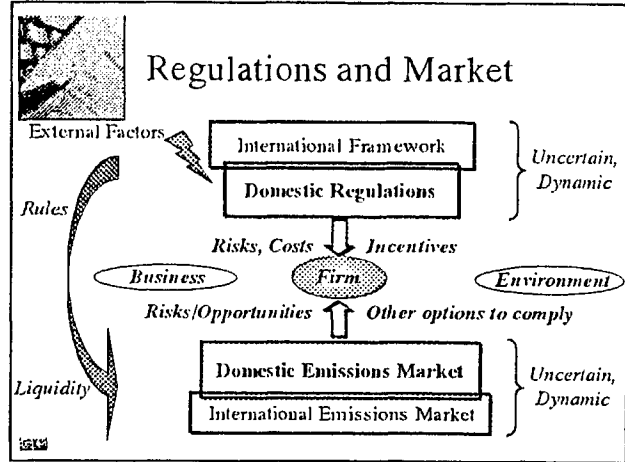 Regulations and Market
External Factors
International Framework
Domestic Regulations
Uncertain,
Dynamic
Rules
Risks, Costs
Incentives
Business
Firm
Environment
Risks/Opportunities
Other options to comply
Domestic Emissions Market
International Emissions Market
Liquidity
Uncertain,
Dynamic